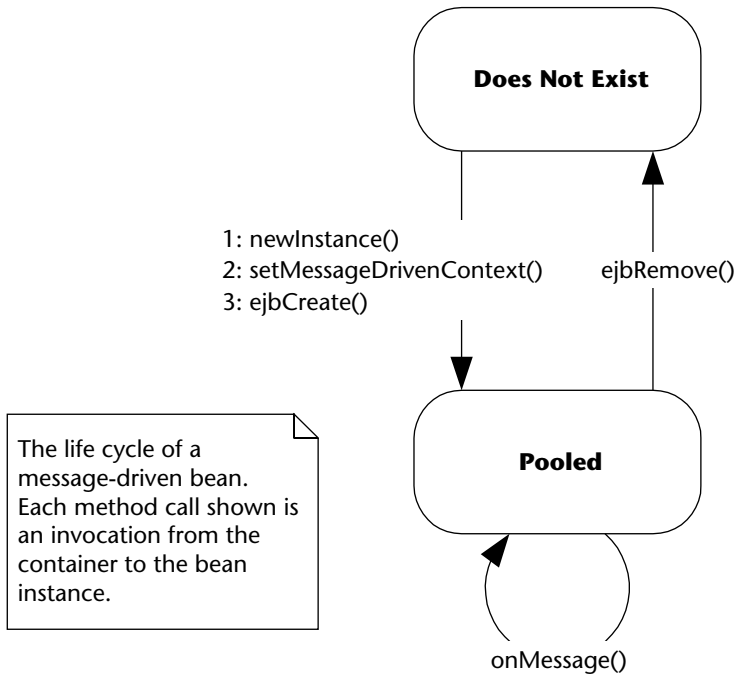 Does Not Exist
1: newInstance()
2: setMessageDrivenContext()
3: ejbCreate()
ejbRemove()
The life cycle of a
message-driven bean.
Each method call shown is
an invocation from the
container to the bean
instance.
Pooled
onMessage()